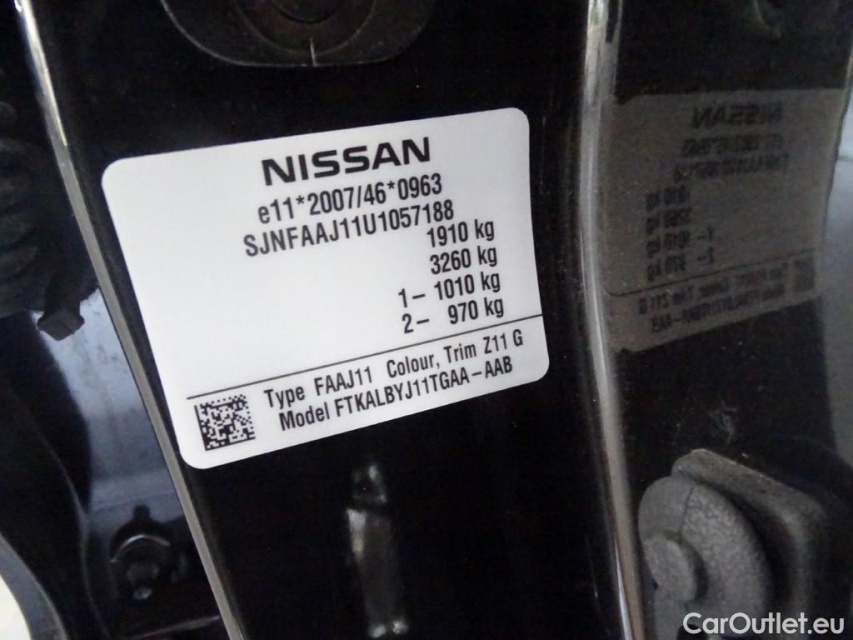 NISSAN
e11*2007/46*0963
SJNFAAJ11U1057188
1910 kg
3260 kg
1– 1010 kg
2– 970 kg
Type FAAJ11 Colour, Trim Z11 G
Model FTKALBYJ11TGAA–AAB
CarOutlet.eu